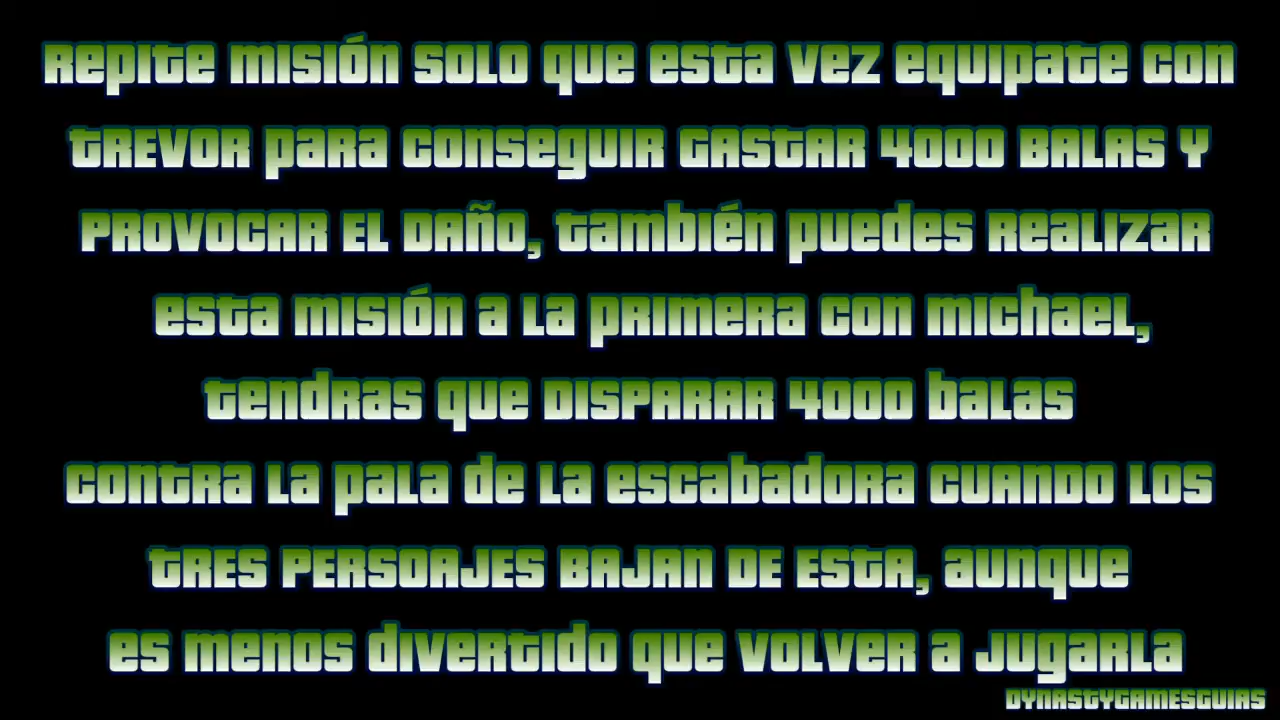 Repite misión solo que esta vez equipate con
Trevor para conseguir gastar 4000 balas y
provocar el daño, también puedes realizar
esta misión a la primera con Michael,
tendras que disparar 4000 balas
contra la pala de la escabadora cuando los
tres persoajes bajan de esta, aunque
es menos divertido que volver a jugarla
DYNASTYGAMESGUIAS